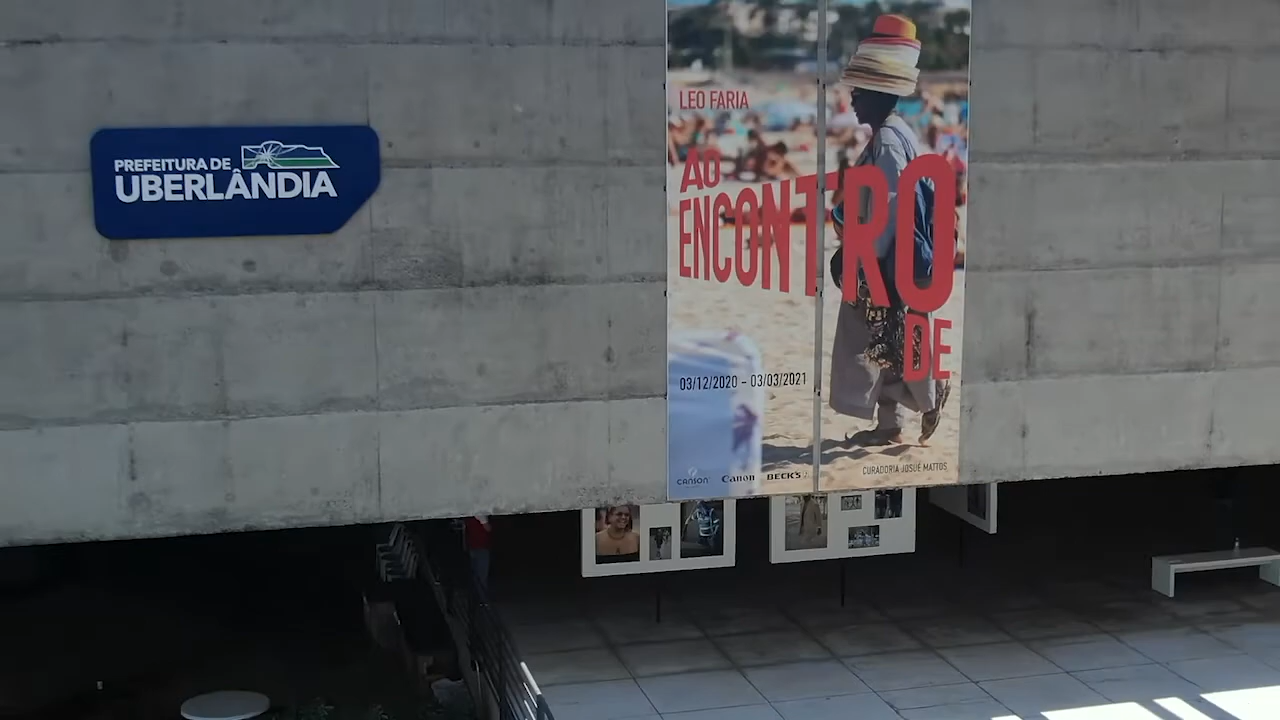 PREFEITURA DE
UBERLÂNDIA
LEO FARIA
AO
ENCONTRO
DE
03/12/2020 - 03/03/2021
CANSON
Canon
BECK'S
CURADORIA JOSUÉ MATTOS